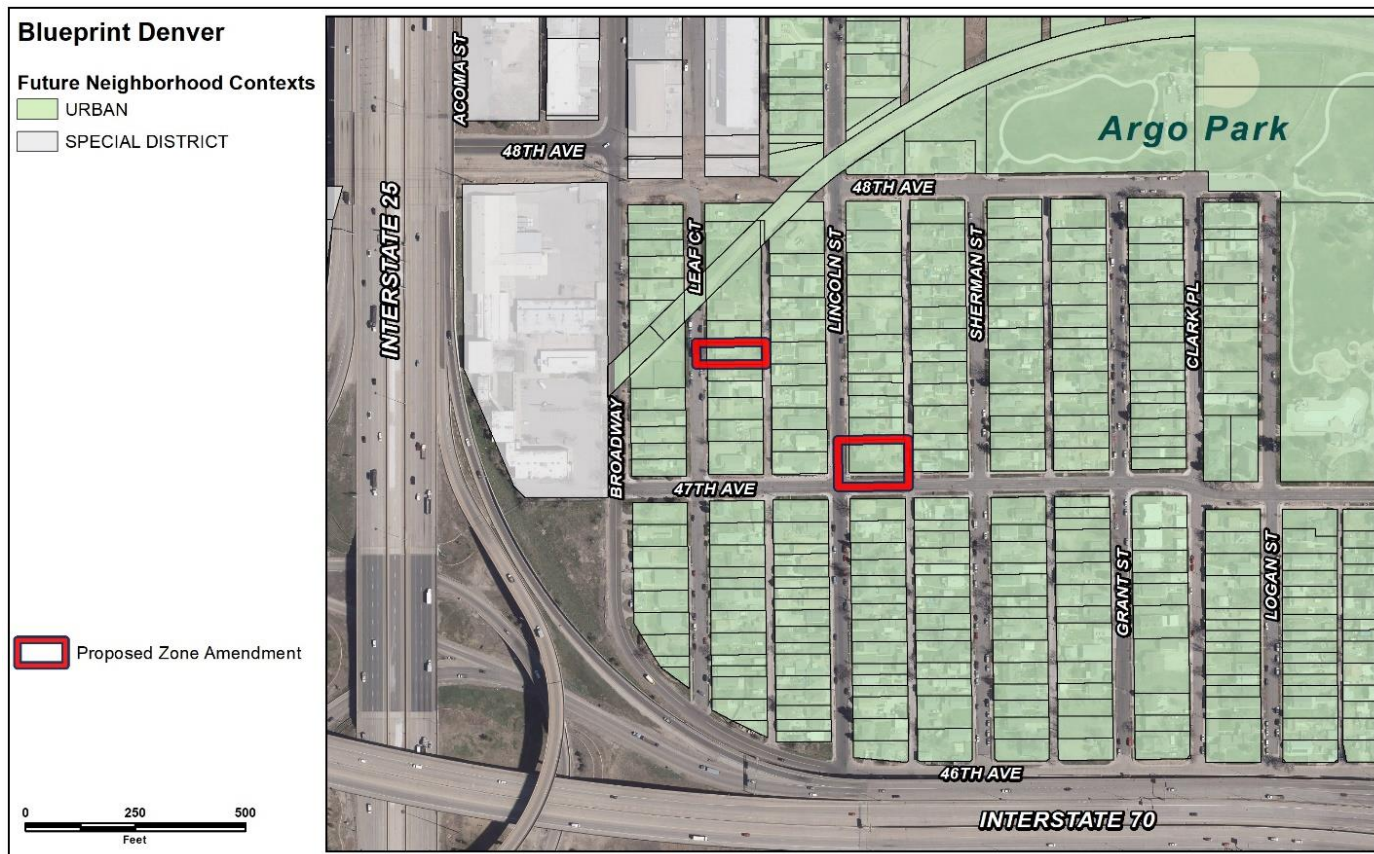 Blueprint Denver
Future Neighborhood Contexts
URBAN
SPECIAL DISTRICT
Proposed Zone Amendment
0 250 500
Feet
ACOMA ST
48TH AVE
Argo Park
48TH AVE
INTERSTATE 25
LEAF CT
LINCOLN ST
SHERMAN ST
CLARK PL
BROADWAY
47TH AVE
GRANT ST
LOGAN ST
46TH AVE
INTERSTATE 70